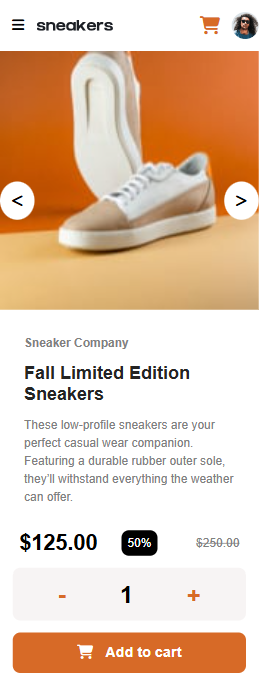 sneakers
< >
Sneaker Company
Fall Limited Edition
Sneakers
These low-profile sneakers are your
perfect casual wear companion.
Featuring a durable rubber outer sole,
they'll withstand everything the weather
can offer.
$125.00 50% $250.00
- 1 +
Add to cart